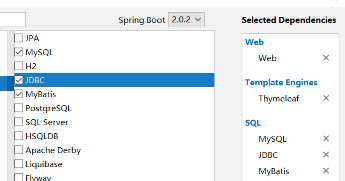 Spring Boot 2.0.2
JPA
MySQL
H2
JDBC
MyBatis
PostgreSQL
SQL Server
HSQLDB
Apache Derby
Liquibase
Flyway
Selected Dependencies
Web
Web
Template Engines
Thymeleaf
SQL
MySQL
JDBC
MyBatis